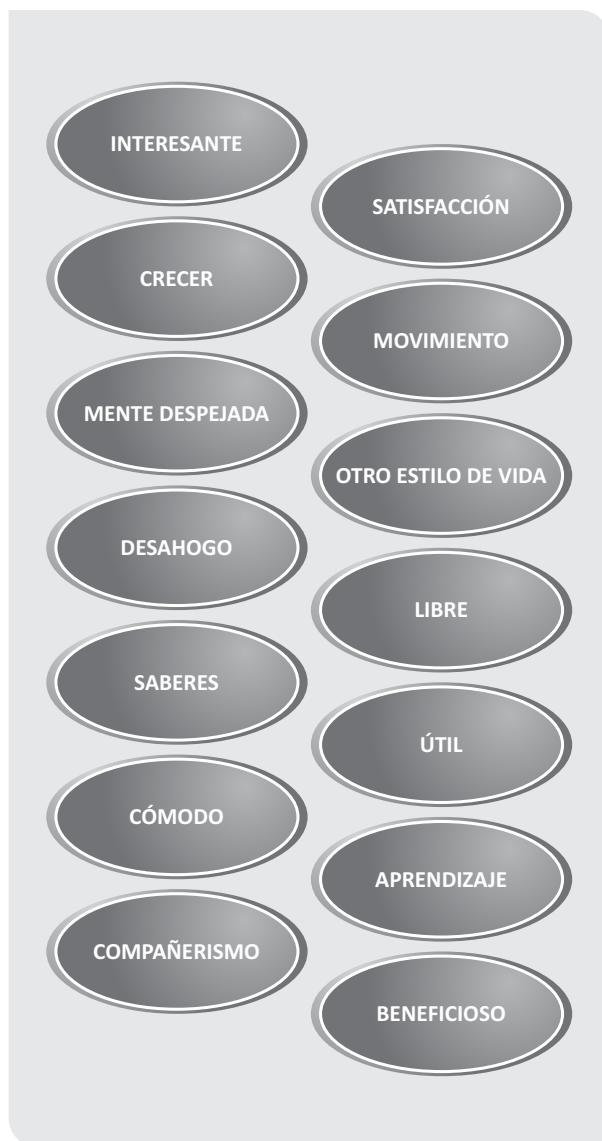 INTERESANTE
SATISFACCIÓN
CRECER
MOVIMIENTO
MENTE DESPEJADA
OTRO ESTILO DE VIDA
DESAHOGO
LIBRE
SABERES
ÚTIL
CÓMODO
APRENDIZAJE
COMPAÑERISMO
BENEFICIOSO